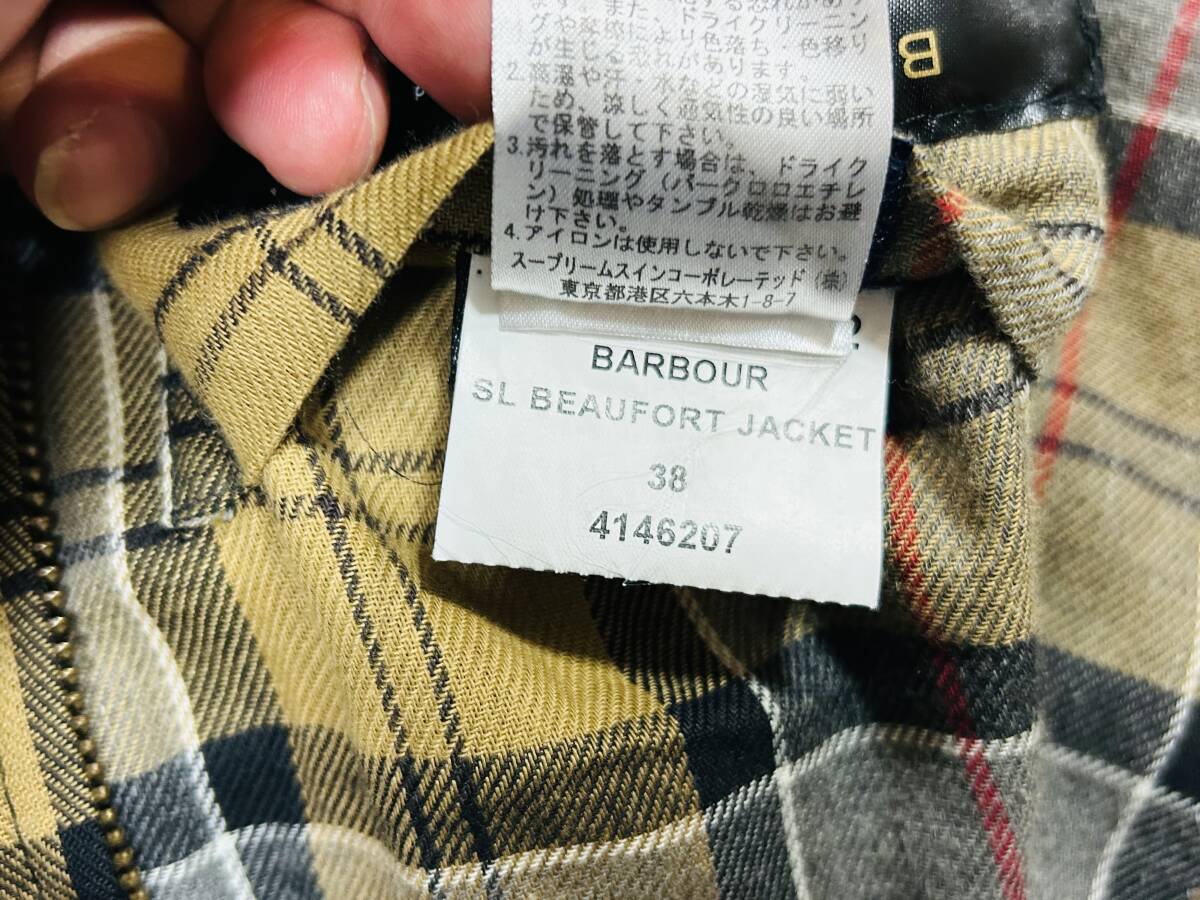 ます。また、
グや摩擦により色落ち・色移り
が生じる恐れがあります。
2.高温や汗、水などの湿気に弱い
ため、涼しく通気性の良い場所
で保管して下さい。
3.汚れを落とす場合は、ドライク
リーニング(パークロロエチレ
ン)処理やタンブル乾燥はお避
け下さい。
4.アイロンは使用しないで下さい。
スープリームスインコーポレーテッド(株)
東京都港区六本木1-8-7
B
BARBOUR
SL BEAUFORT JACKET
38
4146207